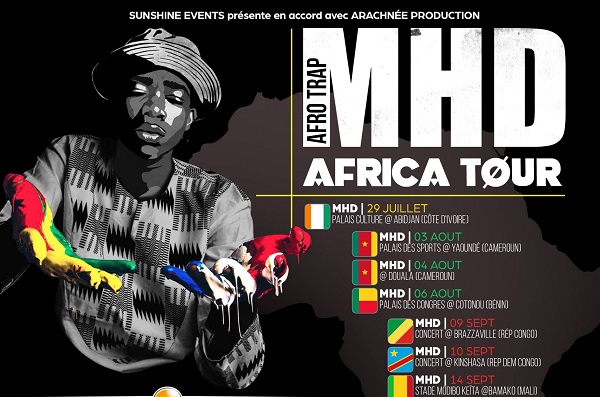 SUNSHINE EVENTS présente en accord avec ARACHNÉE PRODUCTION
AFRO TRAP
MHD
AFRICA TØUR
MHD | 29 JUILLET
PALAIS CULTURE @ ABIDJAN (CÔTE D'IVOIRE)
MHD | 03 AOUT
PALAIS DES SPORTS @ YAOUNDÉ (CAMEROUN)
MHD | 04 AOUT
@ DOUALA (CAMEROUN)
MHD | 06 AOUT
PALAIS DES CONGRES @ COTONOU (BÉNIN)
MHD | 09 SEPT
CONCERT @ BRAZZAVILLE (RÉP CONGO)
MHD | 10 SEPT
CONCERT @ KINSHASA (REP DEM CONGO)
MHD | 14 SEPT
STADE MODIBO KEÏTA @BAMAKO (MALI)